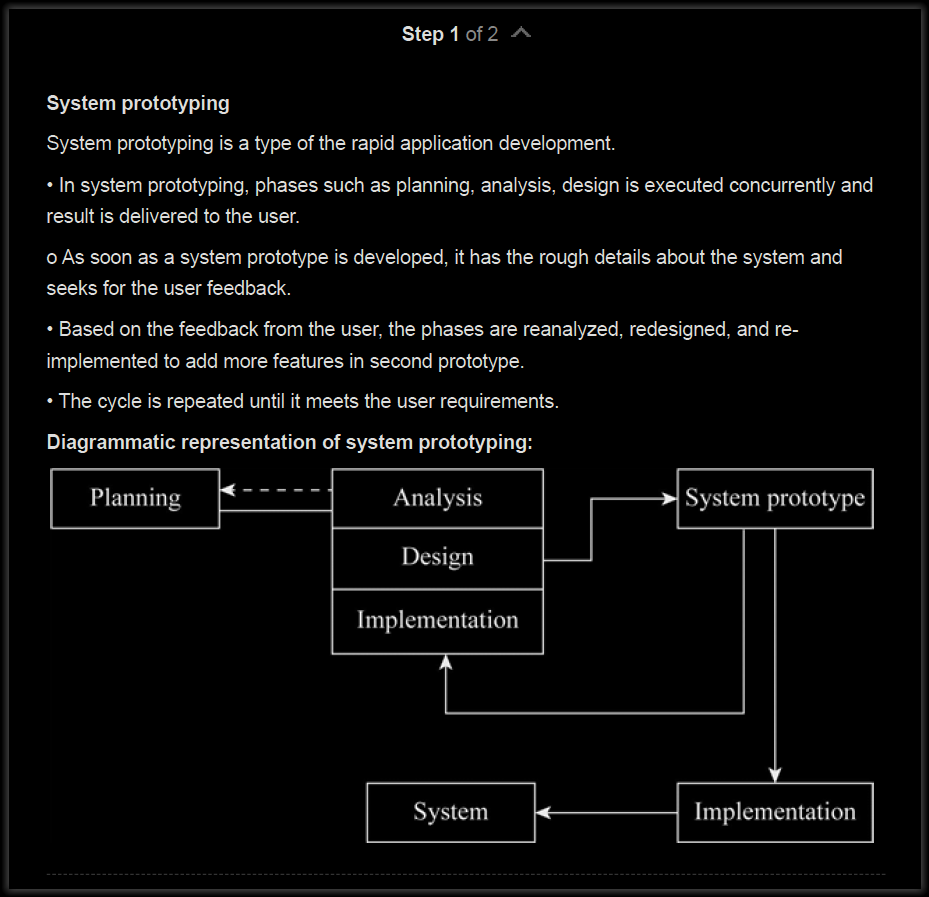 Step 1 of 2
System prototyping
System prototyping is a type of the rapid application development.
• In system prototyping, phases such as planning, analysis, design is executed concurrently and
result is delivered to the user.
o As soon as a system prototype is developed, it has the rough details about the system and
seeks for the user feedback.
• Based on the feedback from the user, the phases are reanalyzed, redesigned, and re-
implemented to add more features in second prototype.
• The cycle is repeated until it meets the user requirements.
Diagrammatic representation of system prototyping:
Planning
Analysis
System prototype
Design
Implementation
System
Implementation